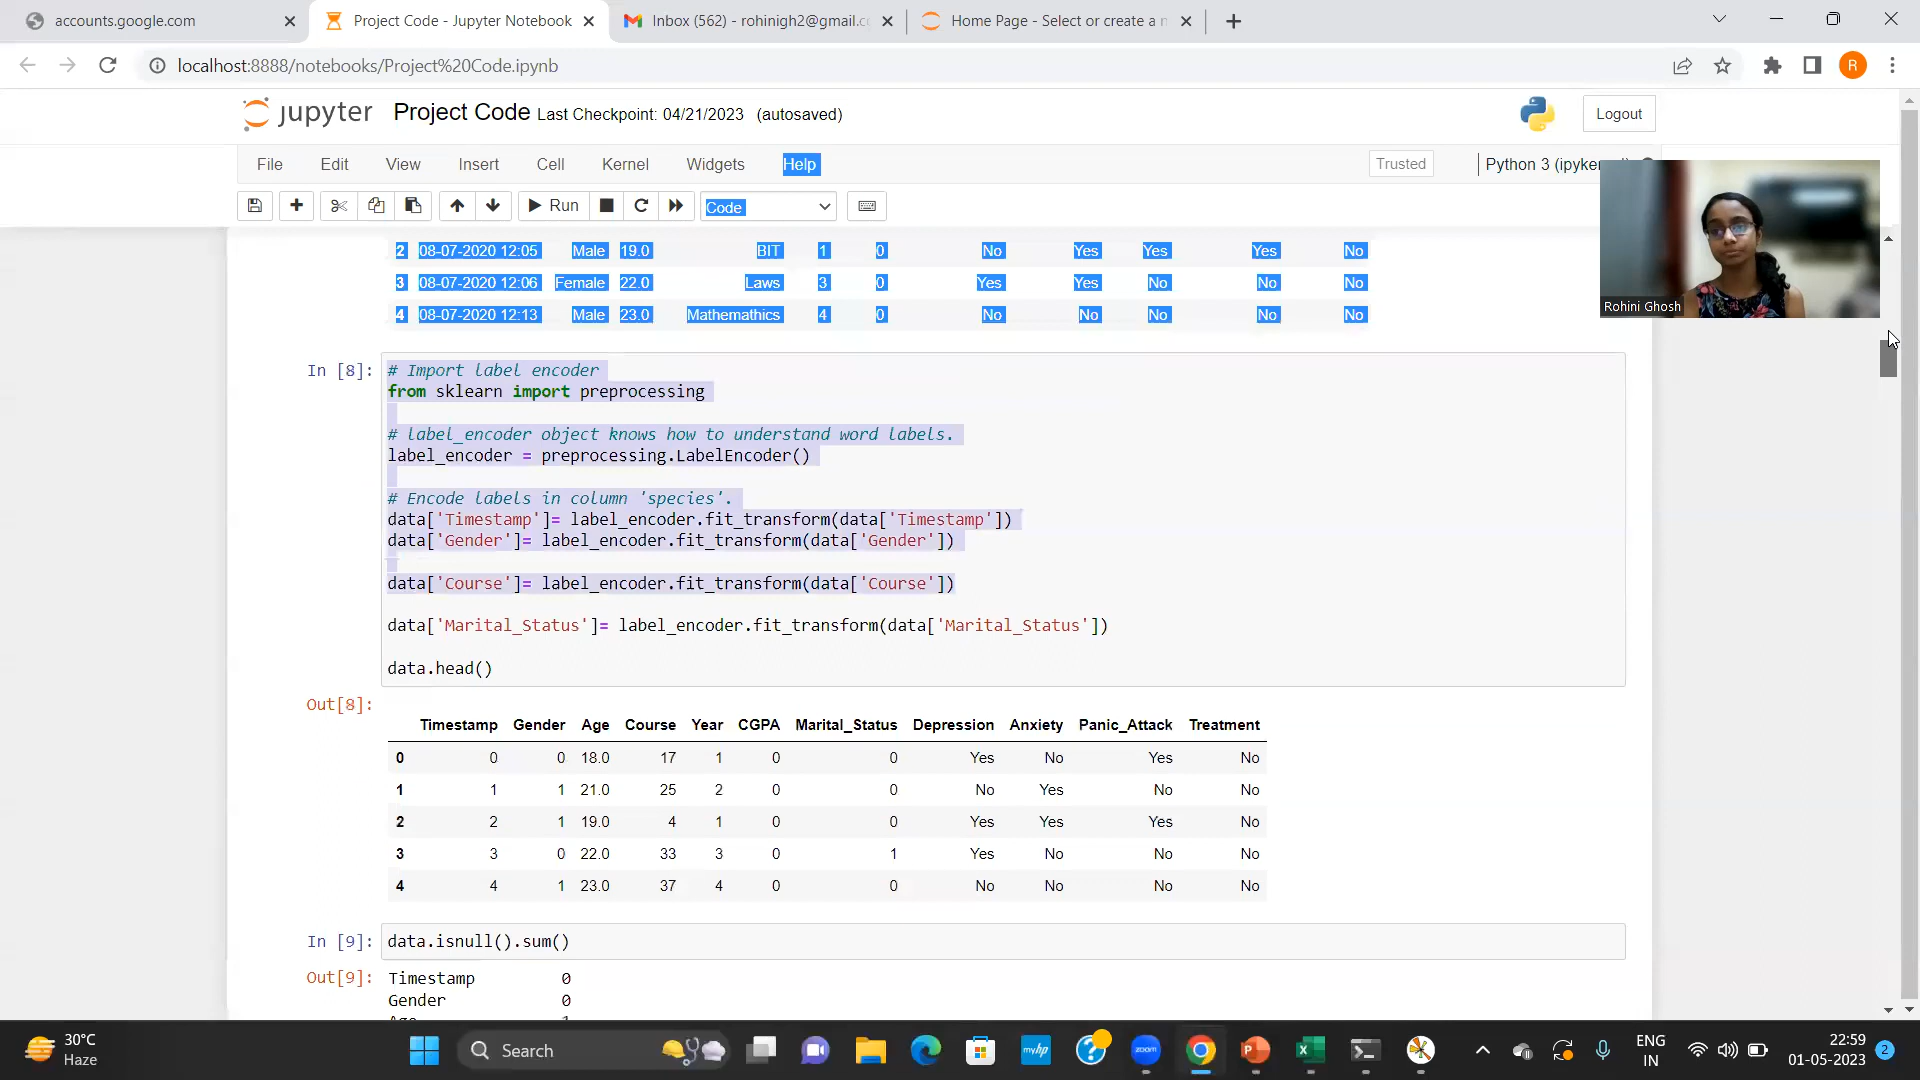 accounts.google.com
Project Code - Jupyter Notebook
Inbox (562) - rohinigh2@gmail.c
Home Page - Select or create a n
localhost:8888/notebooks/Project%20Code.ipynb
R
jupyter Project Code Last Checkpoint: 04/21/2023 (autosaved)
Logout
File Edit View Insert Cell Kernel Widgets Help
Trusted
Python 3 (ipyke
Run
Code
2 08-07-2020 12:05 Male 19.0 BIT 1 0 No Yes Yes Yes No
3 08-07-2020 12:06 Female 22.0 Laws 3 0 Yes Yes No No No
4 08-07-2020 12:13 Male 23.0 Mathemathics 4 0 No No No No No
Rohini Ghosh
In [8]:
# Import label encoder
from sklearn import preprocessing
# label_encoder object knows how to understand word labels.
label_encoder = preprocessing.LabelEncoder()
# Encode labels in column 'species'.
data['Timestamp']= label_encoder.fit_transform(data['Timestamp'])
data['Gender']= label_encoder.fit_transform(data['Gender'])
data['Course']= label_encoder.fit_transform(data['Course'])
data['Marital_Status']= label_encoder.fit_transform(data['Marital_Status'])
data.head()
Out[8]:
Timestamp Gender Age Course Year CGPA Marital_Status Depression Anxiety Panic_Attack Treatment
0 0 0 18.0 17 1 0 0 Yes No Yes No
1 1 1 21.0 25 2 0 0 No Yes No No
2 2 1 19.0 4 1 0 0 Yes Yes Yes No
3 3 0 22.0 33 3 0 1 Yes No No No
4 4 1 23.0 37 4 0 0 No No No No
In [9]: data.isnull().sum()
Out[9]: Timestamp 0
Gender 0
30°C
Haze
Search
myhp
zoom
ENG
IN
22:59
01-05-2023
2